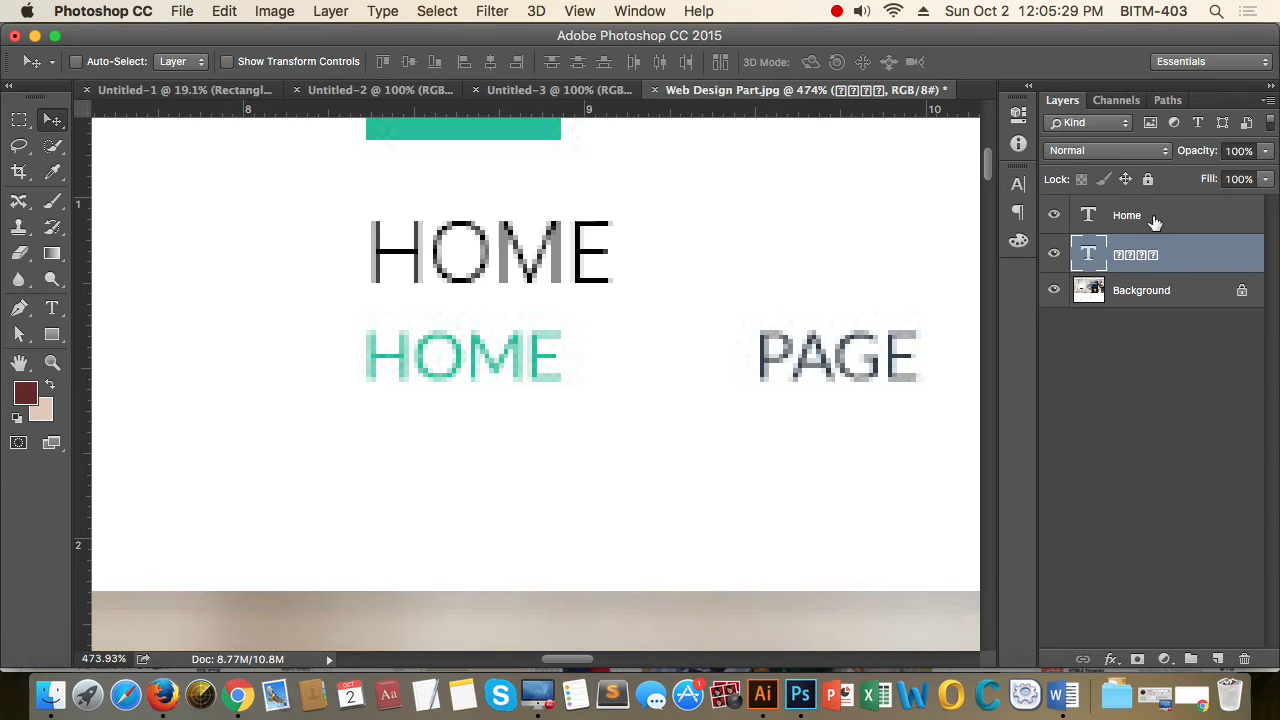 Photoshop CC File Edit Image Layer Type Select Filter 3D View Window Help Sun Oct 2 12:05:29 PM BITM-403
Adobe Photoshop CC 2015
Auto-Select: Layer Show Transform Controls 3D Mode: Essentials
Untitled-1 @ 19.1% (Rectangl... Untitled-2 @ 100% (RGB... Untitled-3 @ 100% (RGB... Web Design Part.jpg @ 474% (, RGB/8#) *
8 9 10
Layers Channels Paths
Kind
Normal Opacity: 100%
Lock: Fill: 100%
1
Home
HOME
Background
HOME PAGE
2
473.93% Doc: 8.77M/10.8M